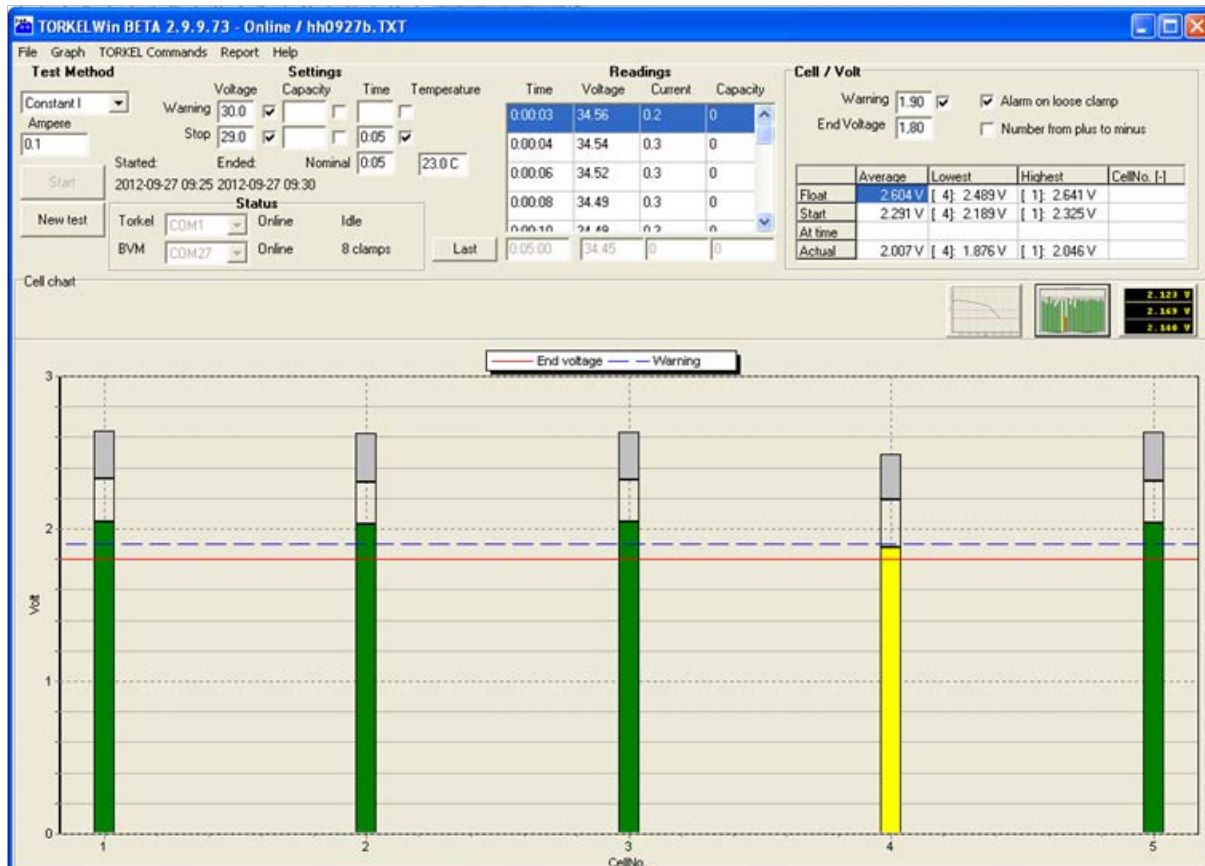 TORKELWin BETA 2.9.9.73 - Online / hh0927b.TXT
File Graph TORKEL Commands Report Help
Test Method
Constant I
Ampere
0.1
Start
New test
Settings
Voltage Capacity Time Temperature
Warning 30.0
Stop 29.0 0:05
Started: Ended: Nominal 0:05 23.0 C
2012-09-27 09:25 2012-09-27 09:30
Status
Torkel COM1 Online Idle
BVM COM27 Online 8 clamps
Readings
Time Voltage Current Capacity
0:00:03 34.56 0.2 0
0:00:04 34.54 0.3 0
0:00:06 34.52 0.3 0
0:00:08 34.49 0.3 0
Last 0:05:00 34.45 0 0
Cell / Volt
Warning 1.90 Alarm on loose clamp
End Voltage 1.80 Number from plus to minus
Average Lowest Highest CellNo. [-]
Float 2.604 V [ 4]: 2.489 V [ 1]: 2.641 V
Start 2.291 V [ 4]: 2.189 V [ 1]: 2.325 V
At time
Actual 2.007 V [ 4]: 1.876 V [ 1]: 2.046 V
Cell chart
2.123 V
2.169 V
2.140 V
End voltage Warning
3
2
Volt
1
0
1 2 3 4 5
CellNo.